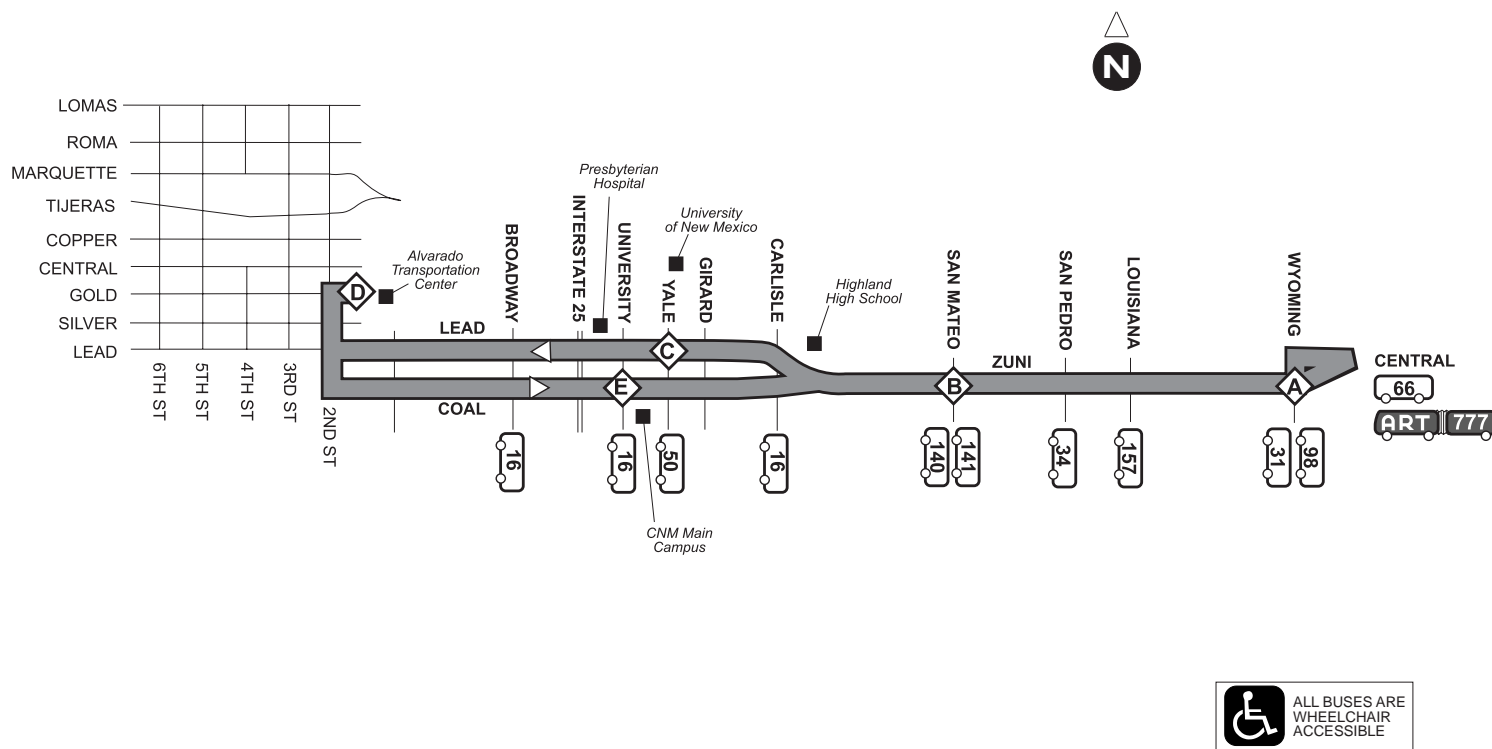 N
LOMAS
ROMA
MARQUETTE
TIJERAS
COPPER
CENTRAL
GOLD
SILVER
LEAD
6TH ST
5TH ST
4TH ST
3RD ST
2ND ST
D
Alvarado
Transportation
Center
LEAD
COAL
BROADWAY
INTERSTATE 25
Presbyterian
Hospital
UNIVERSITY
University
of New Mexico
YALE
GIRARD
CARLISLE
Highland
High School
C
E
CNM Main
Campus
SAN MATEO
B
ZUNI
SAN PEDRO
LOUISIANA
WYOMING
A
CENTRAL
66
ART 777
16
16
50
16
140
141
34
157
31
98
ALL BUSES ARE
WHEELCHAIR
ACCESSIBLE